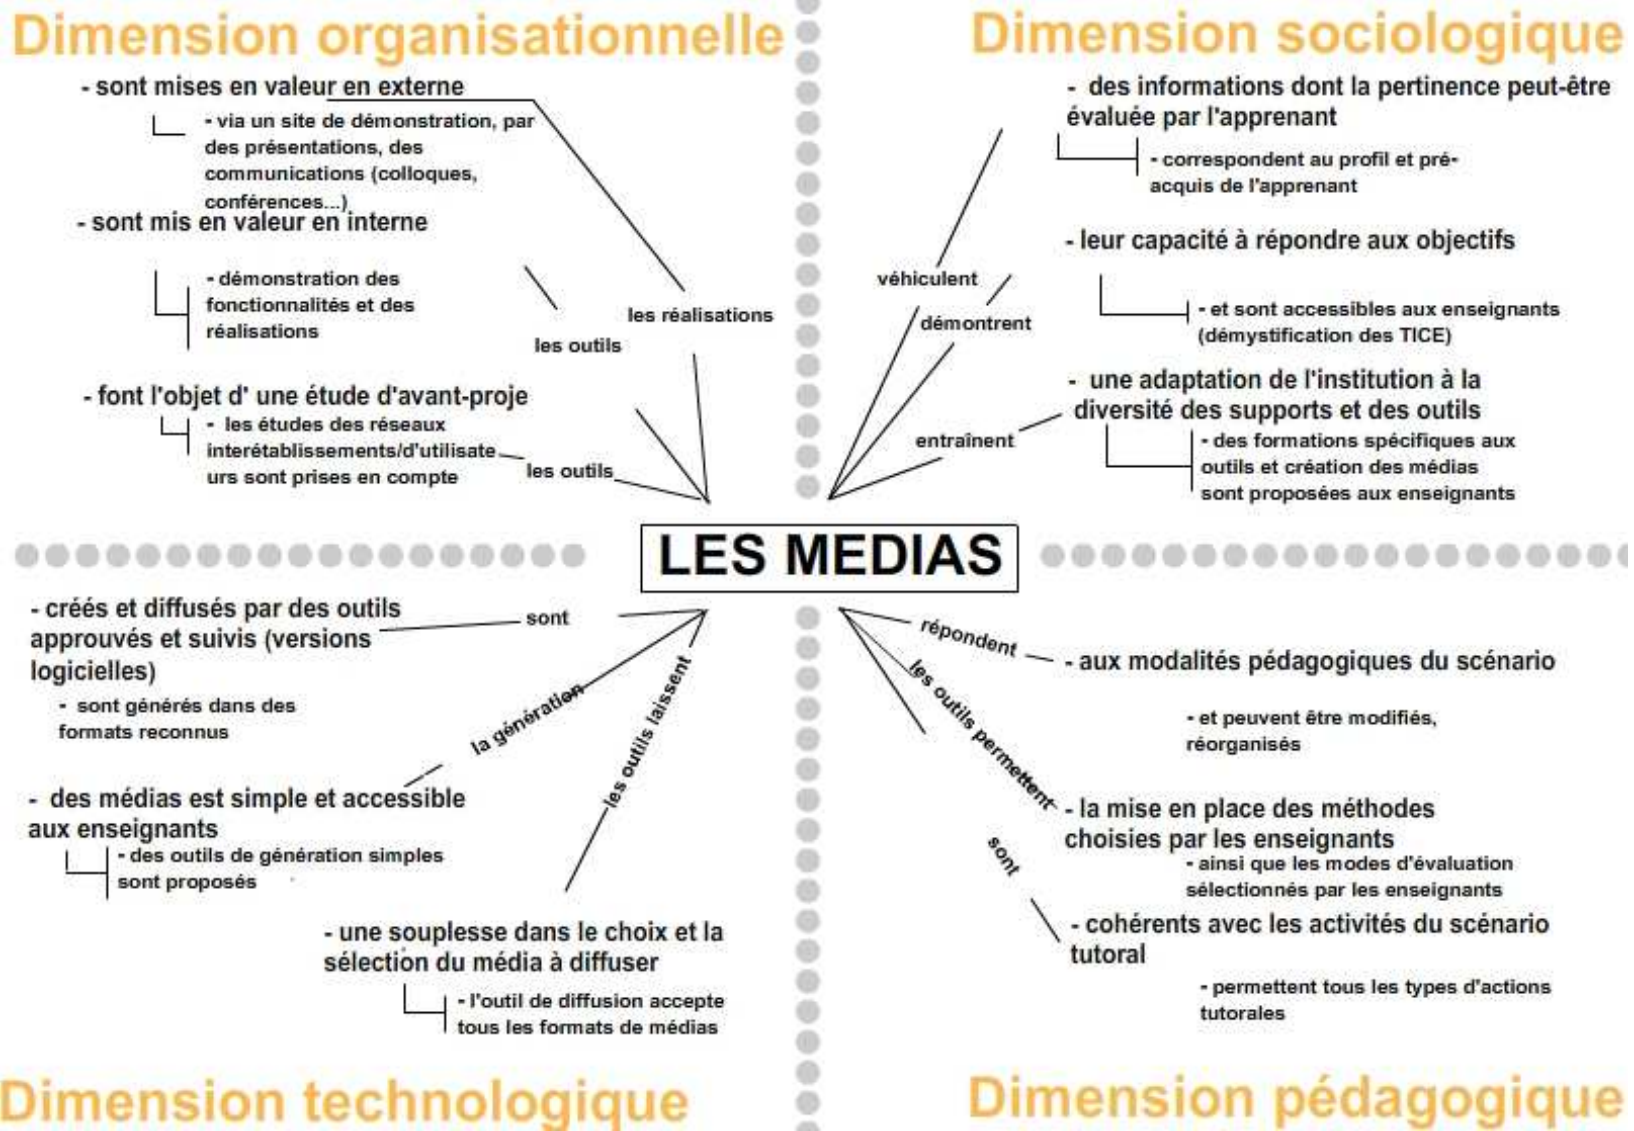 Dimension organisationnelle
- sont mises en valeur en externe
- via un site de démonstration, par
des présentations, des
communications (colloques,
conférences...)
- sont mis en valeur en interne
- démonstration des
fonctionnalités et des
réalisations
les réalisations
les outils
- font l'objet d' une étude d'avant-proje
- les études des réseaux
interétablissements/d'utilisate
urs sont prises en compte
les outils
Dimension sociologique
- des informations dont la pertinence peut-être
évaluée par l'apprenant
- correspondent au profil et pré-
acquis de l'apprenant
véhiculent
- leur capacité à répondre aux objectifs
- et sont accessibles aux enseignants
(démystification des TICE)
démontrent
- une adaptation de l'institution à la
diversité des supports et des outils
- des formations spécifiques aux
outils et création des médias
sont proposées aux enseignants
entraînent
LES MEDIAS
- créés et diffusés par des outils
approuvés et suivis (versions
logicielles)
- sont générés dans des
formats reconnus
sont
la génération
les outils laissent
- des médias est simple et accessible
aux enseignants
- des outils de génération simples
sont proposés
- une souplesse dans le choix et la
sélection du média à diffuser
- l'outil de diffusion accepte
tous les formats de médias
Dimension technologique
répondent
- aux modalités pédagogiques du scénario
- et peuvent être modifiés,
réorganisés
les outils permettent
- la mise en place des méthodes
choisies par les enseignants
- ainsi que les modes d'évaluation
sélectionnés par les enseignants
sont
- cohérents avec les activités du scénario
tutoral
- permettent tous les types d'actions
tutorales
Dimension pédagogique